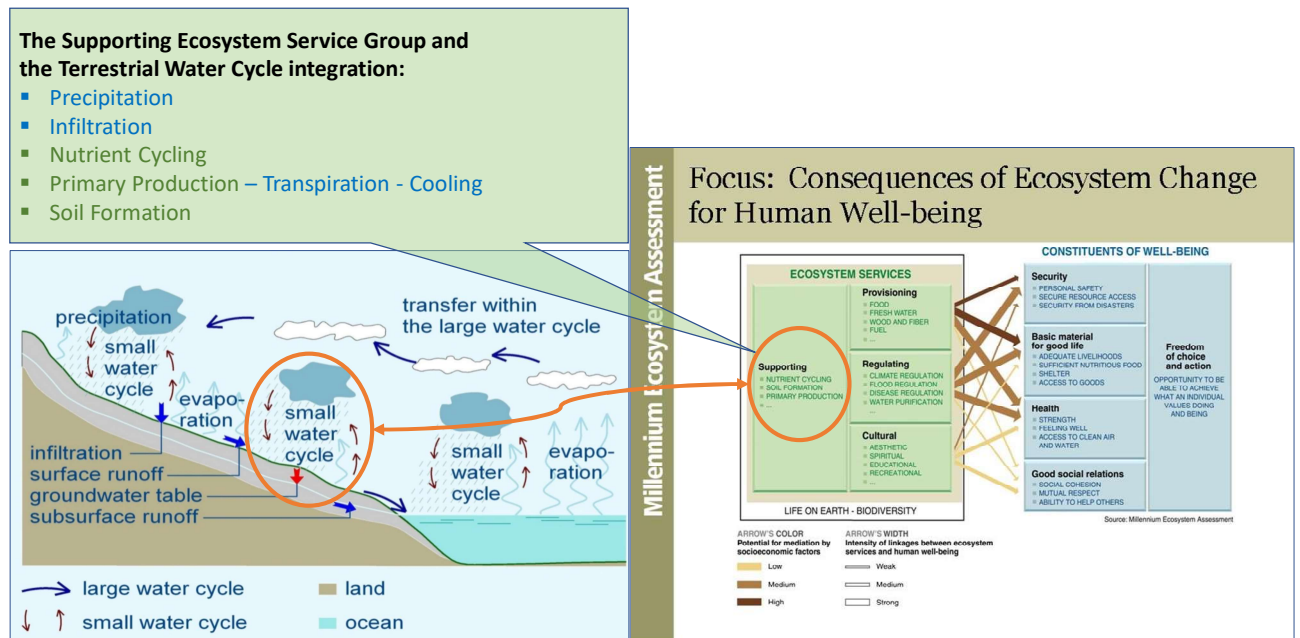 The Supporting Ecosystem Service Group and
the Terrestrial Water Cycle integration:
▪ Precipitation
▪ Infiltration
▪ Nutrient Cycling
▪ Primary Production – Transpiration - Cooling
▪ Soil Formation
precipitation
small
water
cycle
transfer within
the large water cycle
evapo-
ration
small
water
cycle
small
water
cycle
evapo-
ration
infiltration
surface runoff
groundwater table
subsurface runoff
large water cycle
small water cycle
land
ocean
Millennium Ecosystem Assessment
Focus: Consequences of Ecosystem Change
for Human Well-being
ECOSYSTEM SERVICES
Supporting
NUTRIENT CYCLING
SOIL FORMATION
PRIMARY PRODUCTION
...
Provisioning
FOOD
FRESH WATER
WOOD AND FIBER
FUEL
...
Regulating
CLIMATE REGULATION
FLOOD REGULATION
DISEASE REGULATION
WATER PURIFICATION
...
Cultural
AESTHETIC
SPIRITUAL
EDUCATIONAL
RECREATIONAL
...
LIFE ON EARTH - BIODIVERSITY
CONSTITUENTS OF WELL-BEING
Security
PERSONAL SAFETY
SECURE RESOURCE ACCESS
SECURITY FROM DISASTERS
Basic material
for good life
ADEQUATE LIVELIHOODS
SUFFICIENT NUTRITIOUS FOOD
SHELTER
ACCESS TO GOODS
Health
STRENGTH
FEELING WELL
ACCESS TO CLEAN AIR
AND WATER
Good social relations
SOCIAL COHESION
MUTUAL RESPECT
ABILITY TO HELP OTHERS
Freedom
of choice
and action
OPPORTUNITY TO BE
ABLE TO ACHIEVE
WHAT AN INDIVIDUAL
VALUES DOING
AND BEING
Source: Millennium Ecosystem Assessment
ARROW'S COLOR
Potential for mediation by
socioeconomic factors
Low
Medium
High
ARROW'S WIDTH
Intensity of linkages between ecosystem
services and human well-being
Weak
Medium
Strong